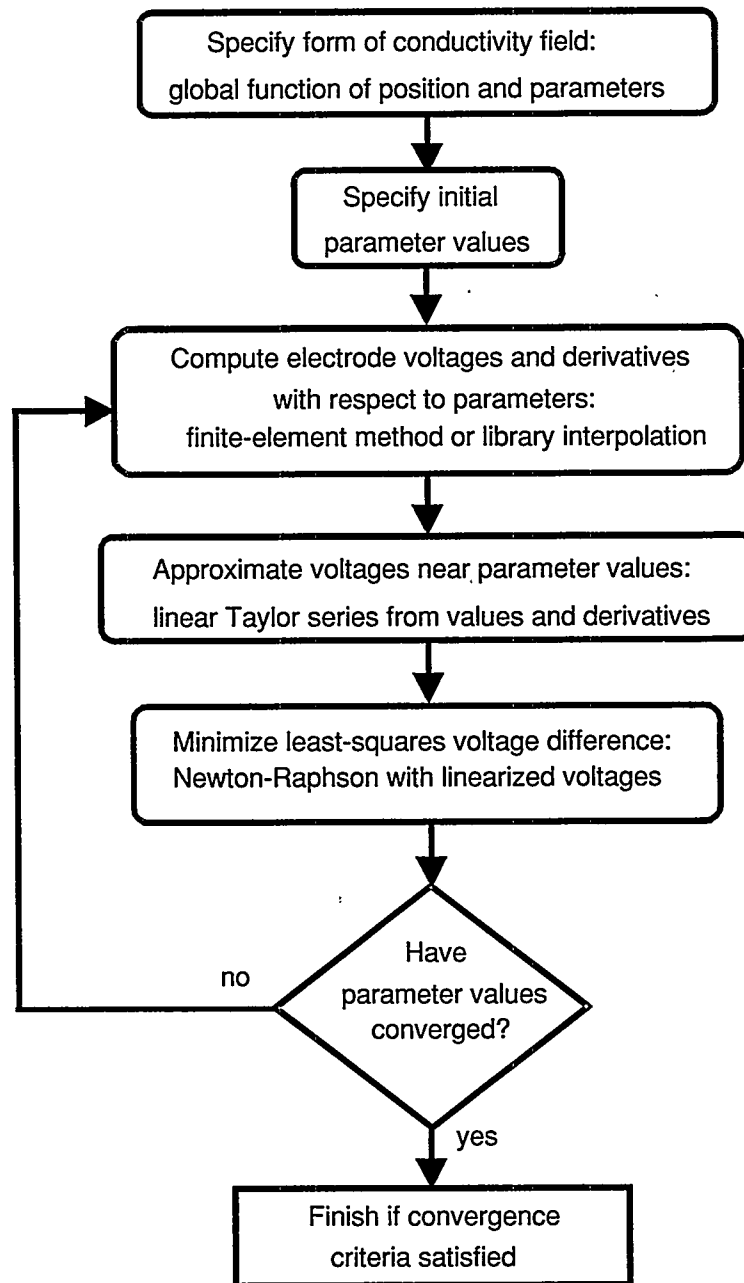 Specify form of conductivity field:
global function of position and parameters
Specify initial
parameter values
Compute electrode voltages and derivatives
with respect to parameters:
finite-element method or library interpolation
Approximate voltages near parameter values:
linear Taylor series from values and derivatives
Minimize least-squares voltage difference:
Newton-Raphson with linearized voltages
Have
parameter values
converged?
no
yes
Finish if convergence
criteria satisfied